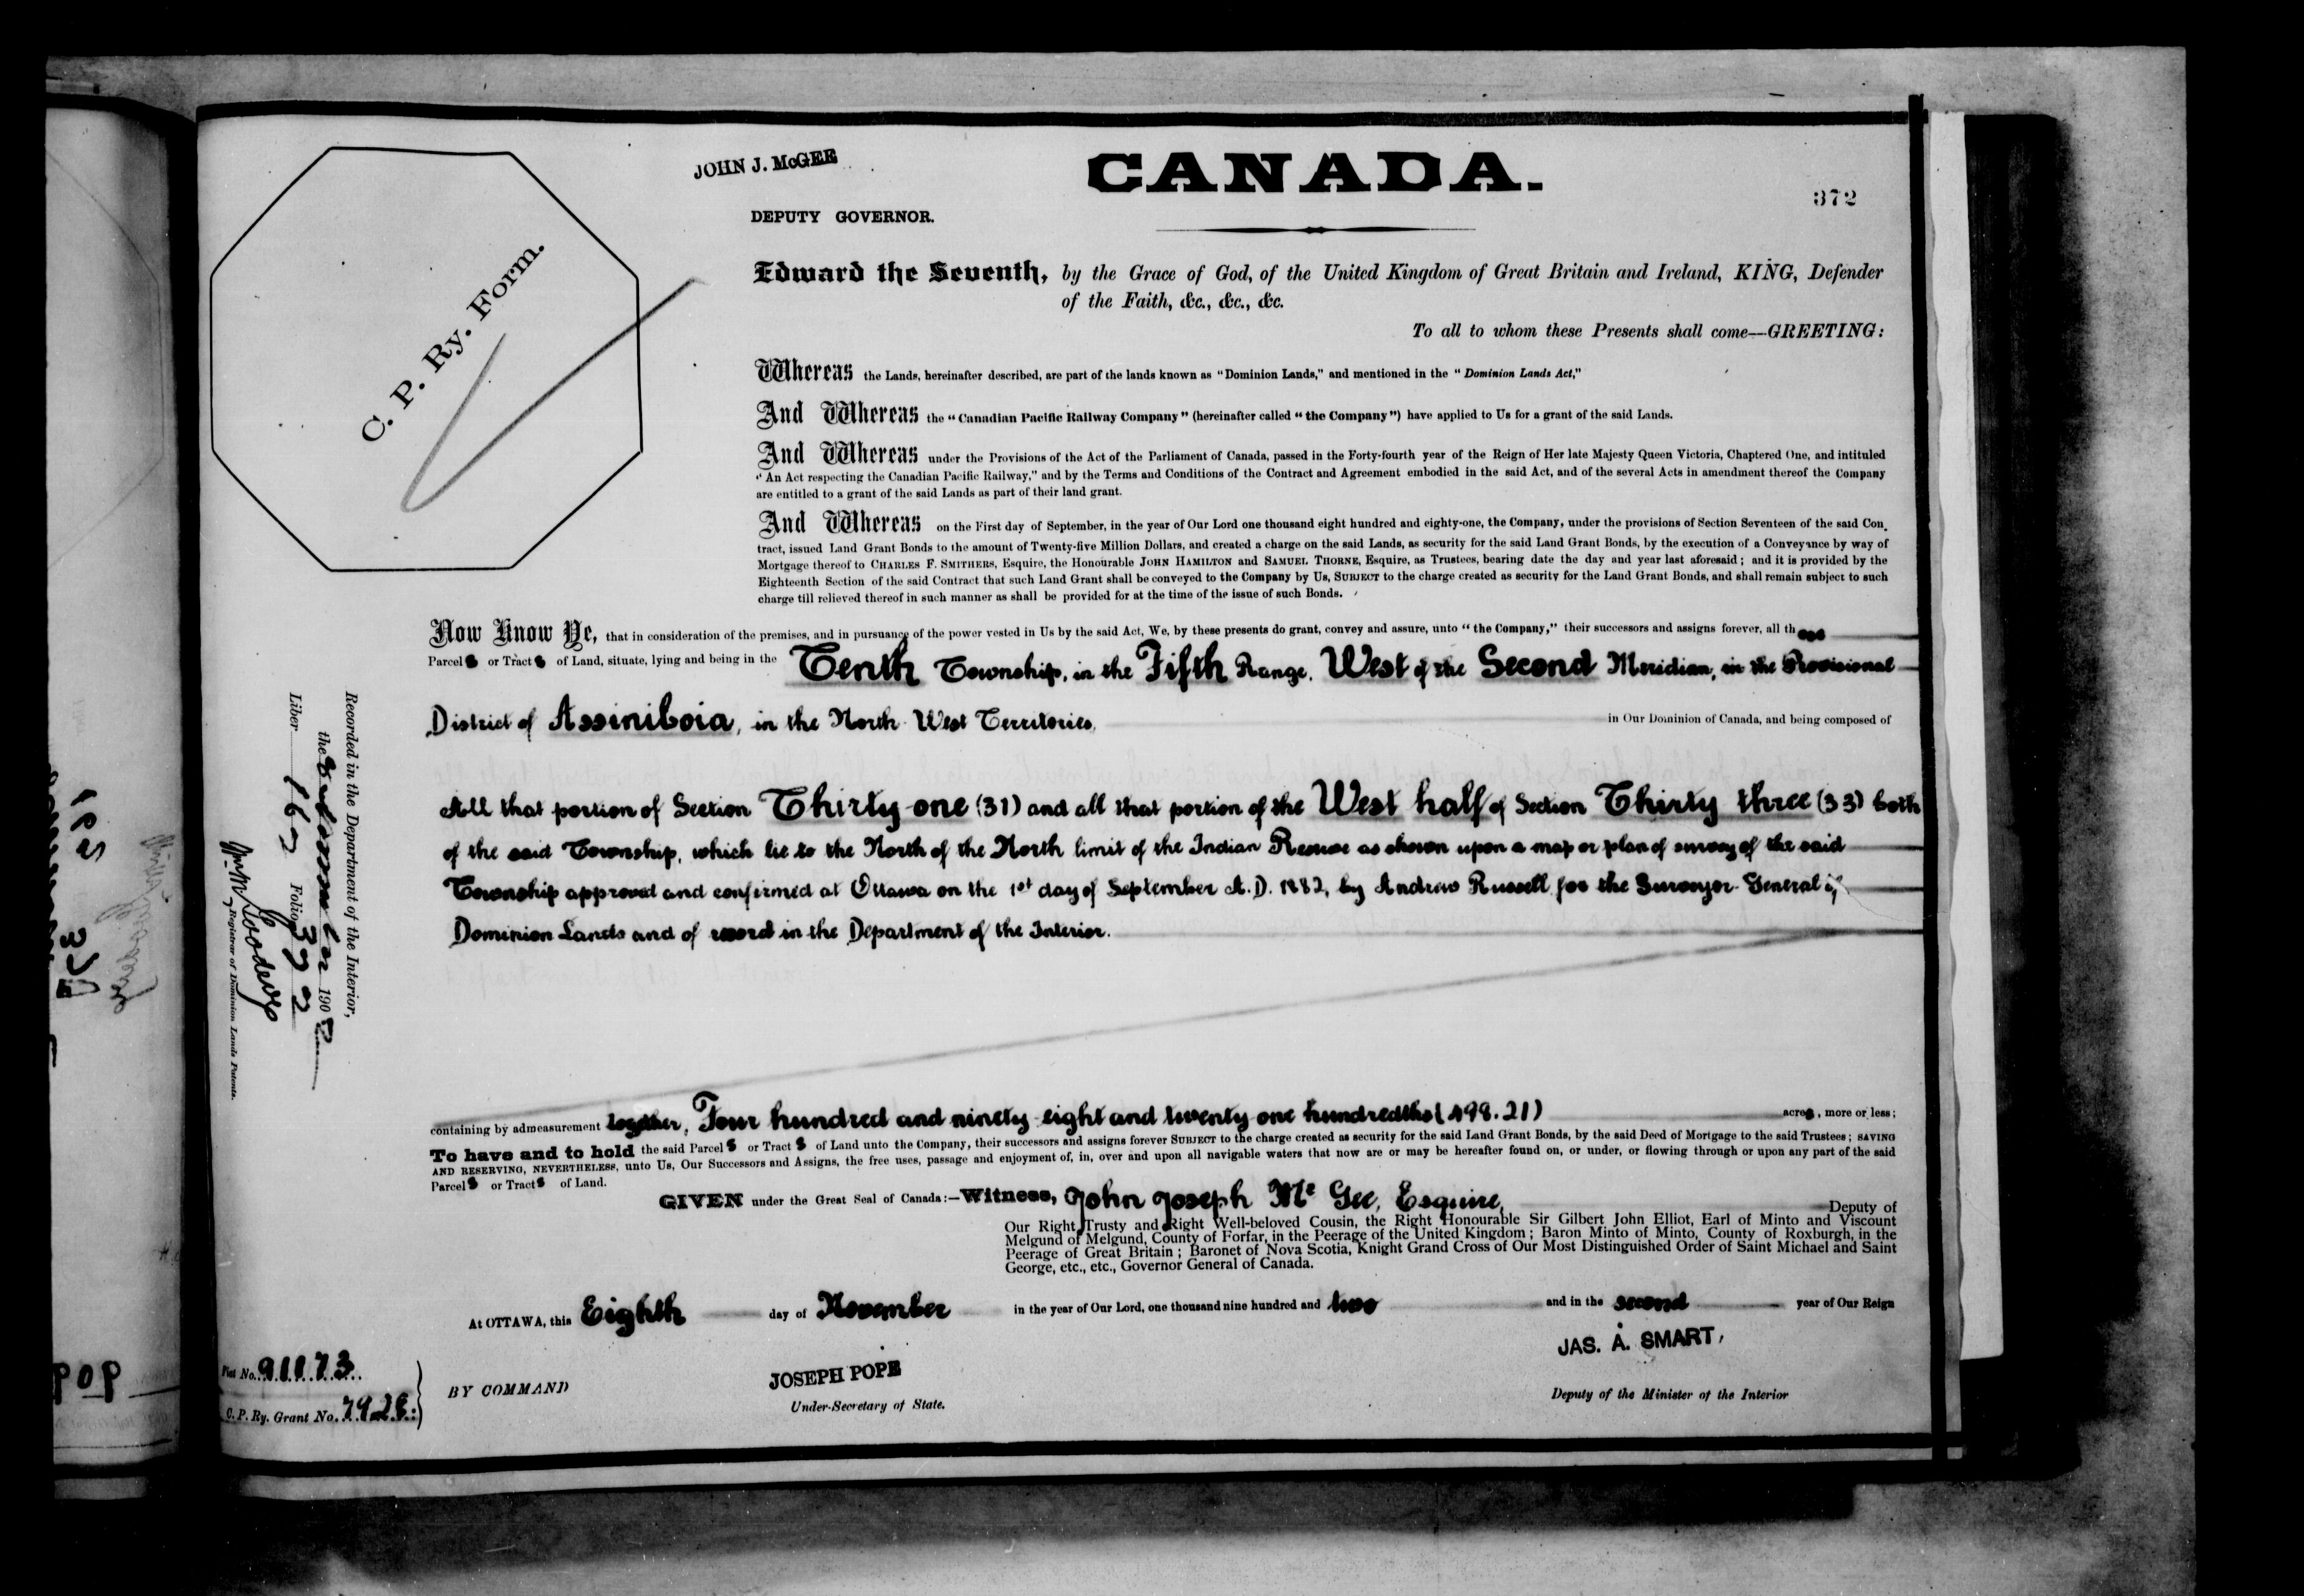 JOHN J. McGEE
CANADA.
372
DEPUTY GOVERNOR.
C. P. Ry. Form.
Edward the Seventh, by the Grace of God, of the United Kingdom of Great Britain and Ireland, KING, Defender
of the Faith, &c., &c., &c.
To all to whom these Presents shall come—GREETING:
Whereas the Lands, hereinafter described, are part of the lands known as "Dominion Lands," and mentioned in the "Dominion Lands Act,"
And Whereas the "Canadian Pacific Railway Company" (hereinafter called "the Company") have applied to Us for a grant of the said Lands.
And Whereas under the Provisions of the Act of the Parliament of Canada, passed in the Forty-fourth year of the Reign of Her late Majesty Queen Victoria, Chaptered One, and intituled
"An Act respecting the Canadian Pacific Railway," and by the Terms and Conditions of the Contract and Agreement embodied in the said Act, and of the several Acts in amendment thereof the Company
are entitled to a grant of the said Lands as part of their land grant.
And Whereas on the First day of September, in the year of Our Lord one thousand eight hundred and eighty-one, the Company, under the provisions of Section Seventeen of the said Con.
tract, issued Land Grant Bonds to the amount of Twenty-five Million Dollars, and created a charge on the said Lands, as security for the said Land Grant Bonds, by the execution of a Conveyance by way of
Mortgage thereof to CHARLES F. SMITHERS, Esquire, the Honourable JOHN HAMILTON and SAMUEL THORNE, Esquire, as Trustees, bearing date the day and year last aforesaid; and it is provided by the
Eighteenth Section of the said Contract that such Land Grant shall be conveyed to the Company by Us, SUBJECT to the charge created as security for the Land Grant Bonds, and shall remain subject to such
charge till relieved thereof in such manner as shall be provided for at the time of the issue of such Bonds.
Now Know Ye, that in consideration of the premises, and in pursuance of the power vested in Us by the said Act, We, by these presents do grant, convey and assure, unto "the Company," their successors and assigns forever, all those
Parcels or Tracts of Land, situate, lying and being in the Tenth Township, in the Fifth Range, West of the Second Meridian, in the Provisional
District of Assiniboia, in the North West Territories, in Our Dominion of Canada, and being composed of
All that portion of Section Thirty-one (31) and all that portion of the West half of Section Thirty three (33) both
of the said Township, which lie to the North of the North limit of the Indian Reserve as shown upon a map or plan of survey of the said
Township approved and confirmed at Ottawa on the 1st day of September A.D. 1882, by Andrew Russell for the Surveyor-General of
Dominion Lands and of record in the Department of the Interior.
containing by admeasurement together, Four hundred and ninety-eight and twenty-one hundredths (498.21) acres, more or less;
To have and to hold the said Parcels or Tracts of Land unto the Company, their successors and assigns forever SUBJECT to the charge created as security for the said Land Grant Bonds, by the said Deed of Mortgage to the said Trustees; SAVING
AND RESERVING, NEVERTHELESS, unto Us, Our Successors and Assigns, the free uses, passage and enjoyment of, in, over and upon all navigable waters that now are or may be hereafter found on, or under, or flowing through or upon any part of the said
Parcels or Tracts of Land.
GIVEN under the Great Seal of Canada:—Witness, John Joseph McGee, Esquire, Deputy of
Our Right Trusty and Right Well-beloved Cousin, the Right Honourable Sir Gilbert John Elliot, Earl of Minto and Viscount
Melgund of Melgund, County of Forfar, in the Peerage of the United Kingdom; Baron Minto of Minto, County of Roxburgh, in the
Peerage of Great Britain; Baronet of Nova Scotia, Knight Grand Cross of Our Most Distinguished Order of Saint Michael and Saint
George, etc., etc., Governor General of Canada.
At OTTAWA, this Eighth day of November in the year of Our Lord, one thousand nine hundred and two and in the second year of Our Reign
JAS. A. SMART,
Deputy of the Minister of the Interior
BY COMMAND
JOSEPH POPE
Under-Secretary of State.
Fiat No. 91173
C. P. Ry. Grant No. 7928
Recorded in the Department of the Interior,
the 190
Liber 167 Folio 372
Registrar of Dominion Lands Patents.
POP